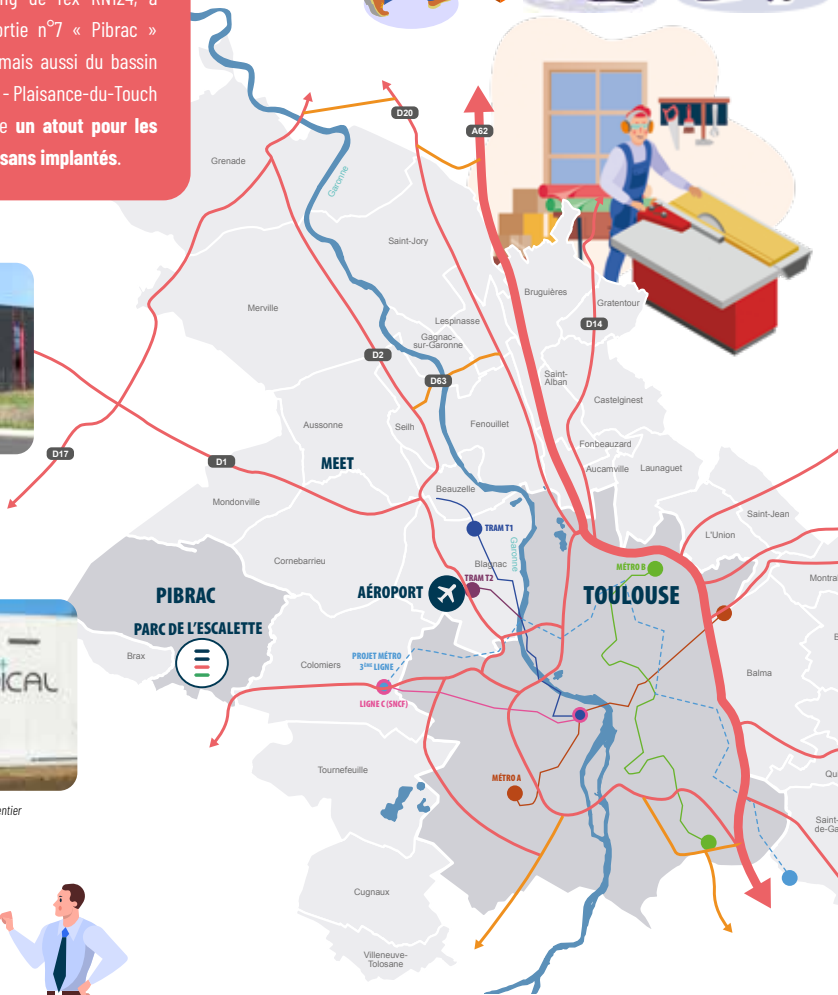 de l'ex RN124, à
n°7 « Pibrac »
mais aussi du bassin
- Plaisance-du-Touch
un atout pour les
implantés.
D20
A62
Grenade
Garonne
Saint-Jory
Bruguières
Gratentour
Merville
Lespinasse
D14
Gagnac-
sur-Garonne
D2
D63
Saint-
Alban
Castelginest
Aussonne
Seilh
Fenouillet
Fonbeauzard
D17
D1
MEET
Aucamville
Launaguet
Beauzelle
Mondonville
Saint-Jean
TRAM T1
L'Union
Garonne
Cornebarrieu
Blagnac
MÉTRO B
TRAM T2
PIBRAC
AÉROPORT
TOULOUSE
PARC DE L'ESCALETTE
Brax
PROJET MÉTRO
3ÈME LIGNE
Colomiers
Balma
LIGNE C (SNCF)
Tournefeuille
MÉTRO A
Cugnaux
Villeneuve-
Tolosane